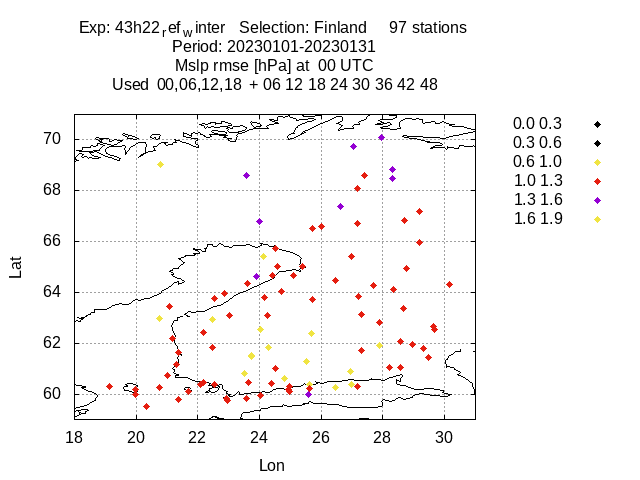 Exp: 43h22refwinter   Selection: Finland     97 stations
Period: 20230101-20230131
Mslp rmse [hPa] at  00 UTC
Used  00,06,12,18  + 06 12 18 24 30 36 42 48
0.0 0.3
0.3 0.6
0.6 1.0
1.0 1.3
1.3 1.6
1.6 1.9
Lat
70
68
66
64
62
60
18 20 22 24 26 28 30
Lon